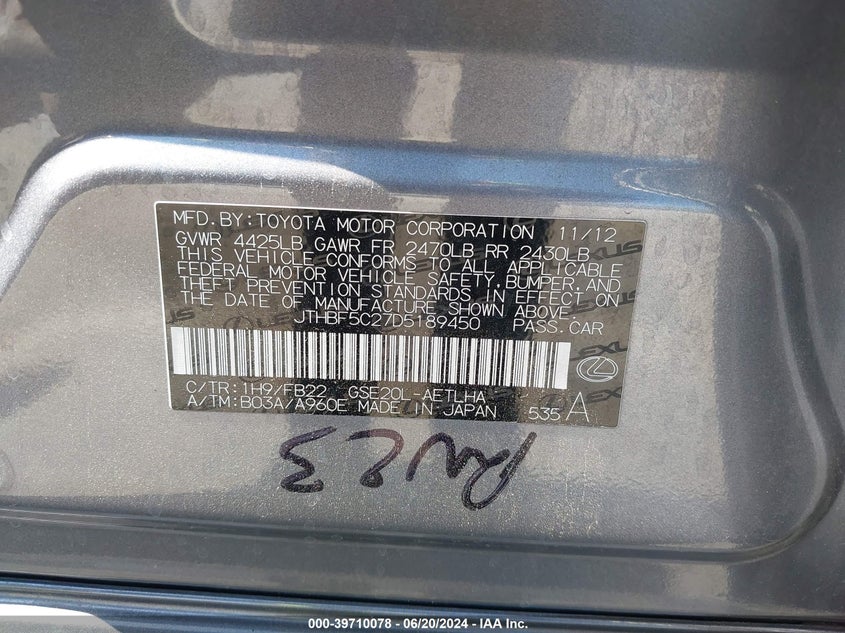 MFD. BY: TOYOTA MOTOR CORPORATION 11/12
GVWR 4425LB GAWR FR 2470LB RR 2430LB
THIS VEHICLE CONFORMS TO ALL APPLICABLE
FEDERAL MOTOR VEHICLE SAFETY, BUMPER, AND
THEFT PREVENTION STANDARDS IN EFFECT ON
THE DATE OF MANUFACTURE SHOWN ABOVE.
JTHBF5C27D5189450 PASS. CAR
C/TR: 1H9/FB22 GSE20L-AETLHA
A/TM: B03A/A960E MADE IN JAPAN 535 A
000-39710078 - 06/20/2024 - IAA Inc.